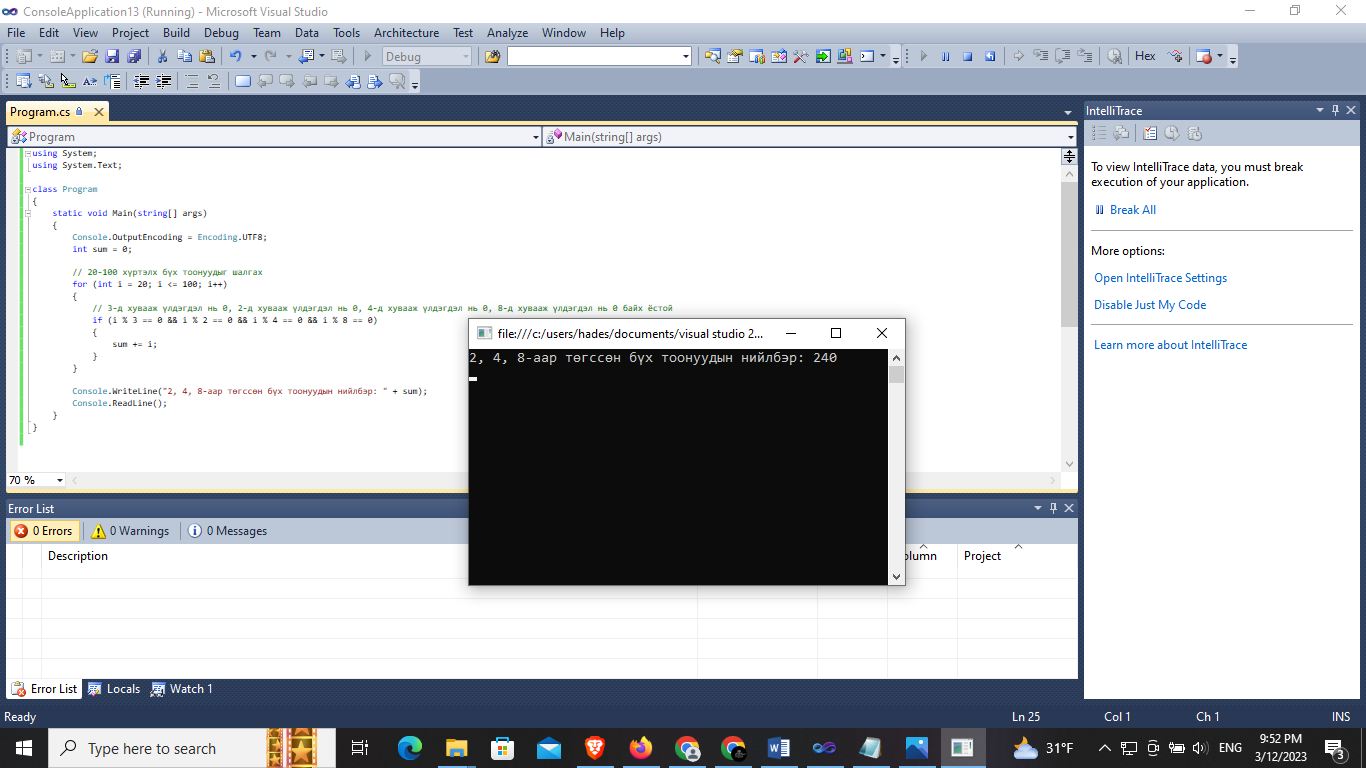 ConsoleApplication13 (Running) - Microsoft Visual Studio
File Edit View Project Build Debug Team Data Tools Architecture Test Analyze Window Help
Debug
Hex
Program.cs
Program
Main(string[] args)
using System;
using System.Text;
class Program
{
static void Main(string[] args)
{
Console.OutputEncoding = Encoding.UTF8;
int sum = 0;
// 20-100 хүртэлх бүх тоонуудыг шалгах
for (int i = 20; i <= 100; i++)
{
// 3-д хувааж үлдэгдэл нь 0, 2-д хувааж үлдэгдэл нь 0, 4-д хувааж үлдэгдэл нь 0, 8-д хувааж үлдэгдэл нь 0 байх ёстой
if (i % 3 == 0 && i % 2 == 0 && i % 4 == 0 && i % 8 == 0)
{
sum += i;
}
}
Console.WriteLine("2, 4, 8-аар төгссөн бүх тоонуудын нийлбэр: " + sum);
Console.ReadLine();
}
}
70 %
file:///c:/users/hades/documents/visual studio 2...
2, 4, 8-аар төгссөн бүх тоонуудын нийлбэр: 240
IntelliTrace
To view IntelliTrace data, you must break
execution of your application.
Break All
More options:
Open IntelliTrace Settings
Disable Just My Code
Learn more about IntelliTrace
Error List
0 Errors 0 Warnings 0 Messages
Description Project
Error List Locals Watch 1
Ready Ln 25 Col 1 Ch 1 INS
Type here to search
31°F
ENG
9:52 PM
3/12/2023
3